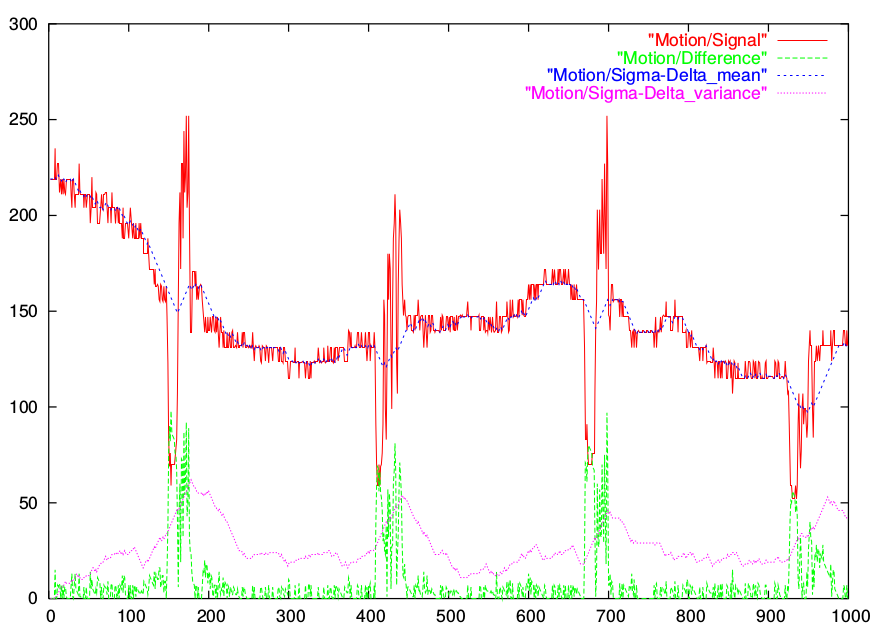 300
"Motion/Signal"
"Motion/Difference"
"Motion/Sigma-Delta_mean"
"Motion/Sigma-Delta_variance"
250
200
150
100
50
0
0 100 200 300 400 500 600 700 800 900 1000